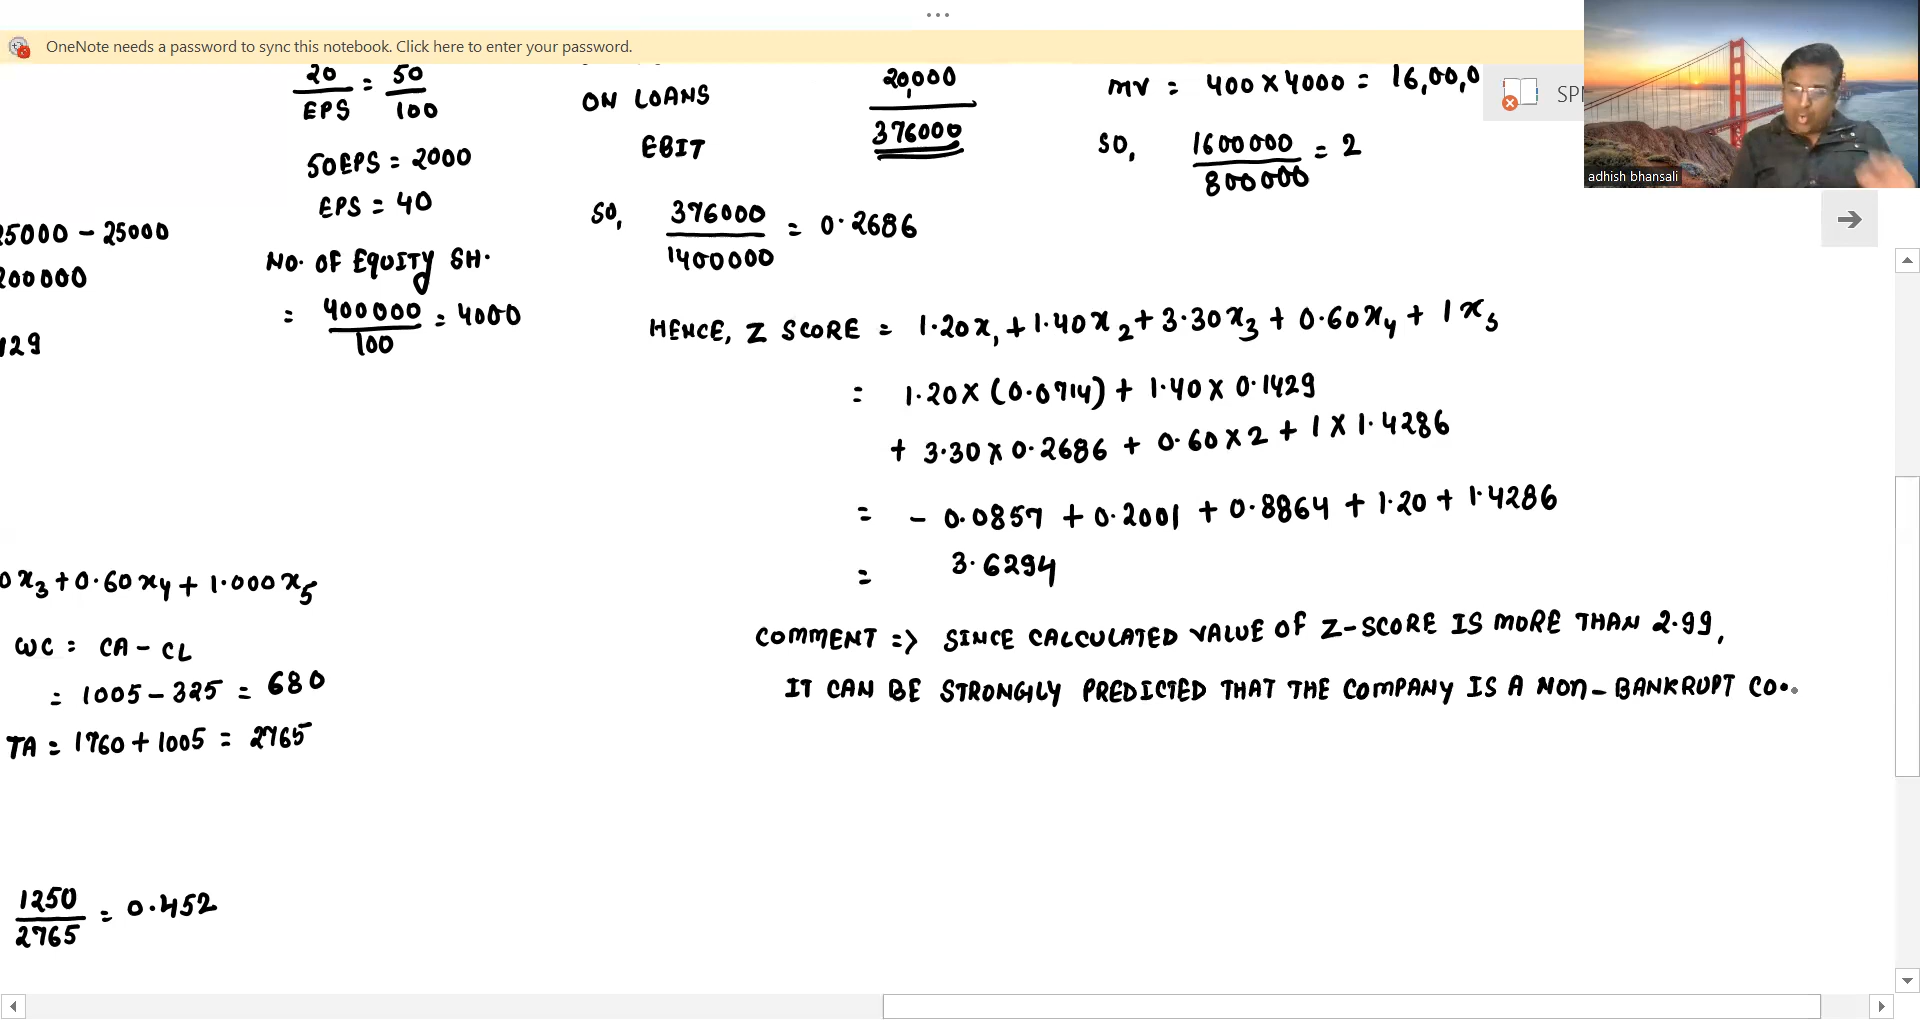 OneNote needs a password to sync this notebook. Click here to enter your password.
adhish bhansali
20/EPS = 50/100
50 EPS = 2000
EPS = 40
NO. OF EQUITY SH.
= 400000/100 = 4000
25000 - 25000
200000
129
ON LOANS 20,000
EBIT 376000
SO, 376000/1400000 = 0.2686
MV = 400 X 4000 = 16,00,0
SO, 1600000/800000 = 2
HENCE, Z SCORE = 1.20x₁ + 1.40x₂ + 3.30x₃ + 0.60x₄ + 1x₅
= 1.20 X (0.0714) + 1.40 X 0.1429
+ 3.30 X 0.2686 + 0.60 X 2 + 1 X 1.4286
= - 0.0857 + 0.2001 + 0.8864 + 1.20 + 1.4286
= 3.6294
COMMENT => SINCE CALCULATED VALUE OF Z-SCORE IS MORE THAN 2.99,
IT CAN BE STRONGLY PREDICTED THAT THE COMPANY IS A NON-BANKRUPT CO..
0x₃ + 0.60x₄ + 1.000x₅
WC = CA - CL
= 1005 - 325 = 680
TA = 1760 + 1005 = 2765
1250/2765 = 0.452